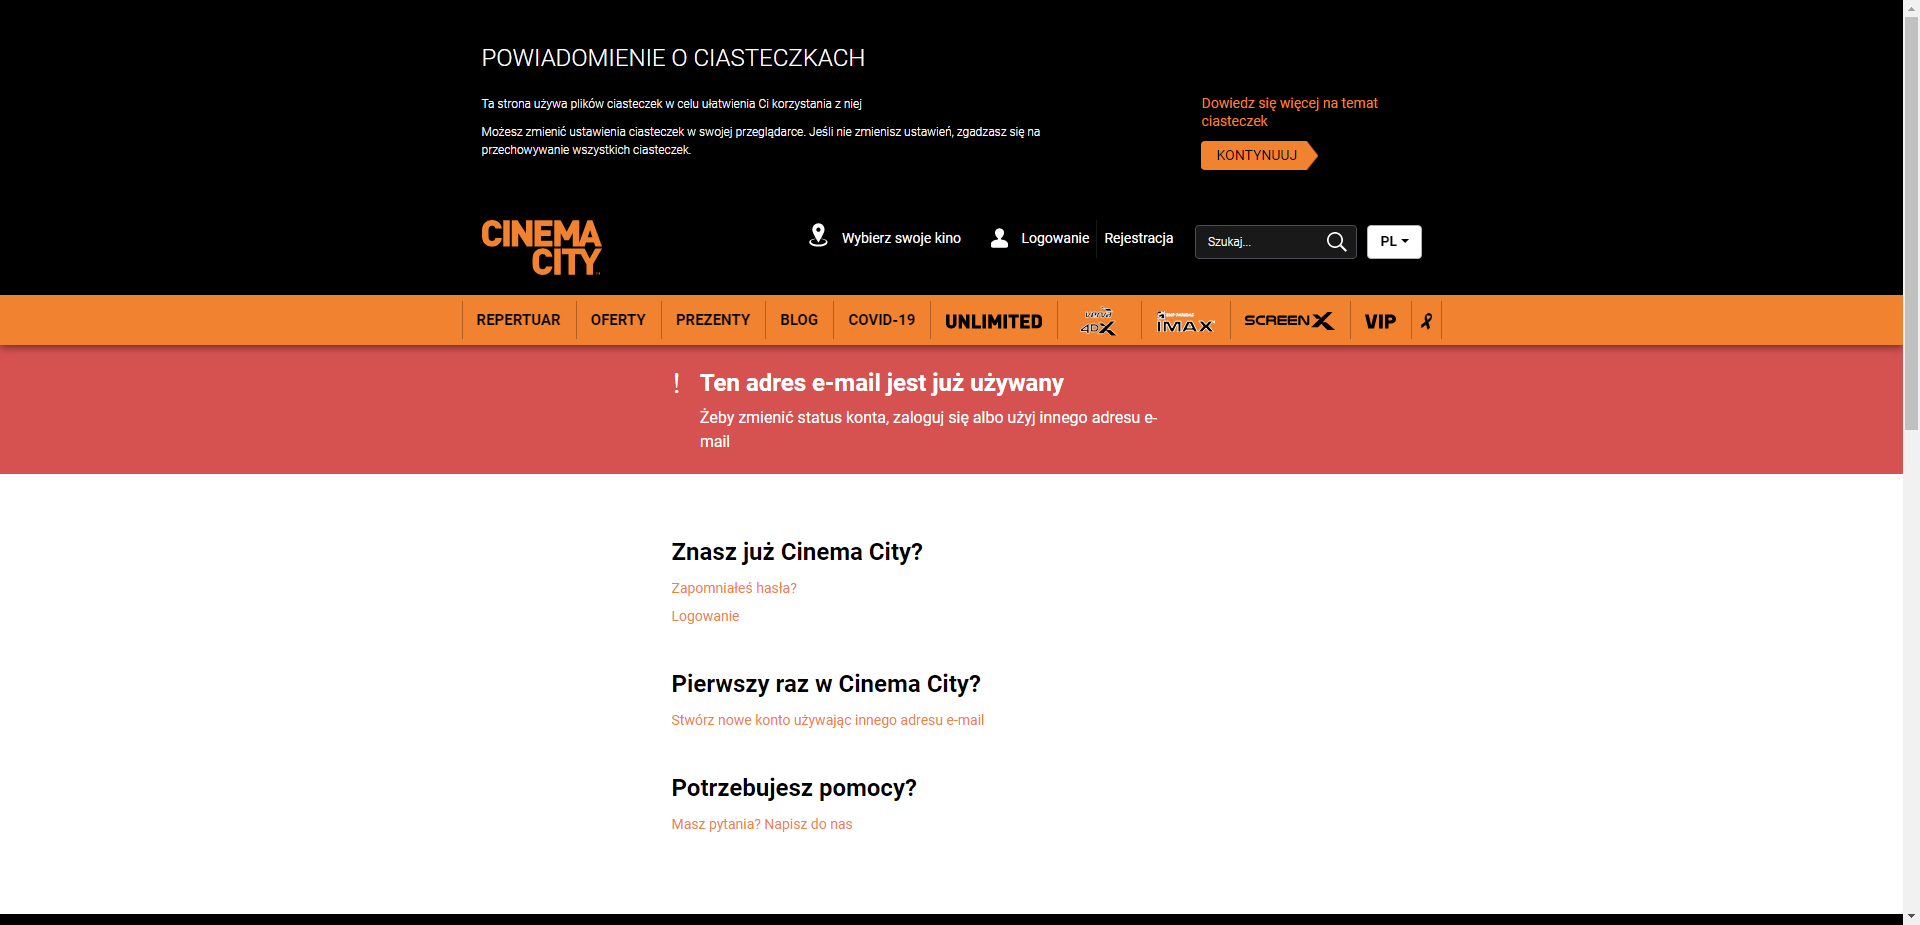 POWIADOMIENIE O CIASTECZKACH
Ta strona używa plików ciasteczek w celu ułatwienia Ci korzystania z niej
Możesz zmienić ustawienia ciasteczek w swojej przeglądarce. Jeśli nie zmienisz ustawień, zgadzasz się na
przechowywanie wszystkich ciasteczek.
Dowiedz się więcej na temat
ciasteczek
KONTYNUUJ
CINEMA
CITY
Wybierz swoje kino
Logowanie
Rejestracja
Szukaj...
PL
REPERTUAR
OFERTY
PREZENTY
BLOG
COVID-19
UNLIMITED
4DX
IMAX
SCREENX
VIP
! Ten adres e-mail jest już używany
Żeby zmienić status konta, zaloguj się albo użyj innego adresu e-
mail
Znasz już Cinema City?
Zapomniałeś hasła?
Logowanie
Pierwszy raz w Cinema City?
Stwórz nowe konto używając innego adresu e-mail
Potrzebujesz pomocy?
Masz pytania? Napisz do nas